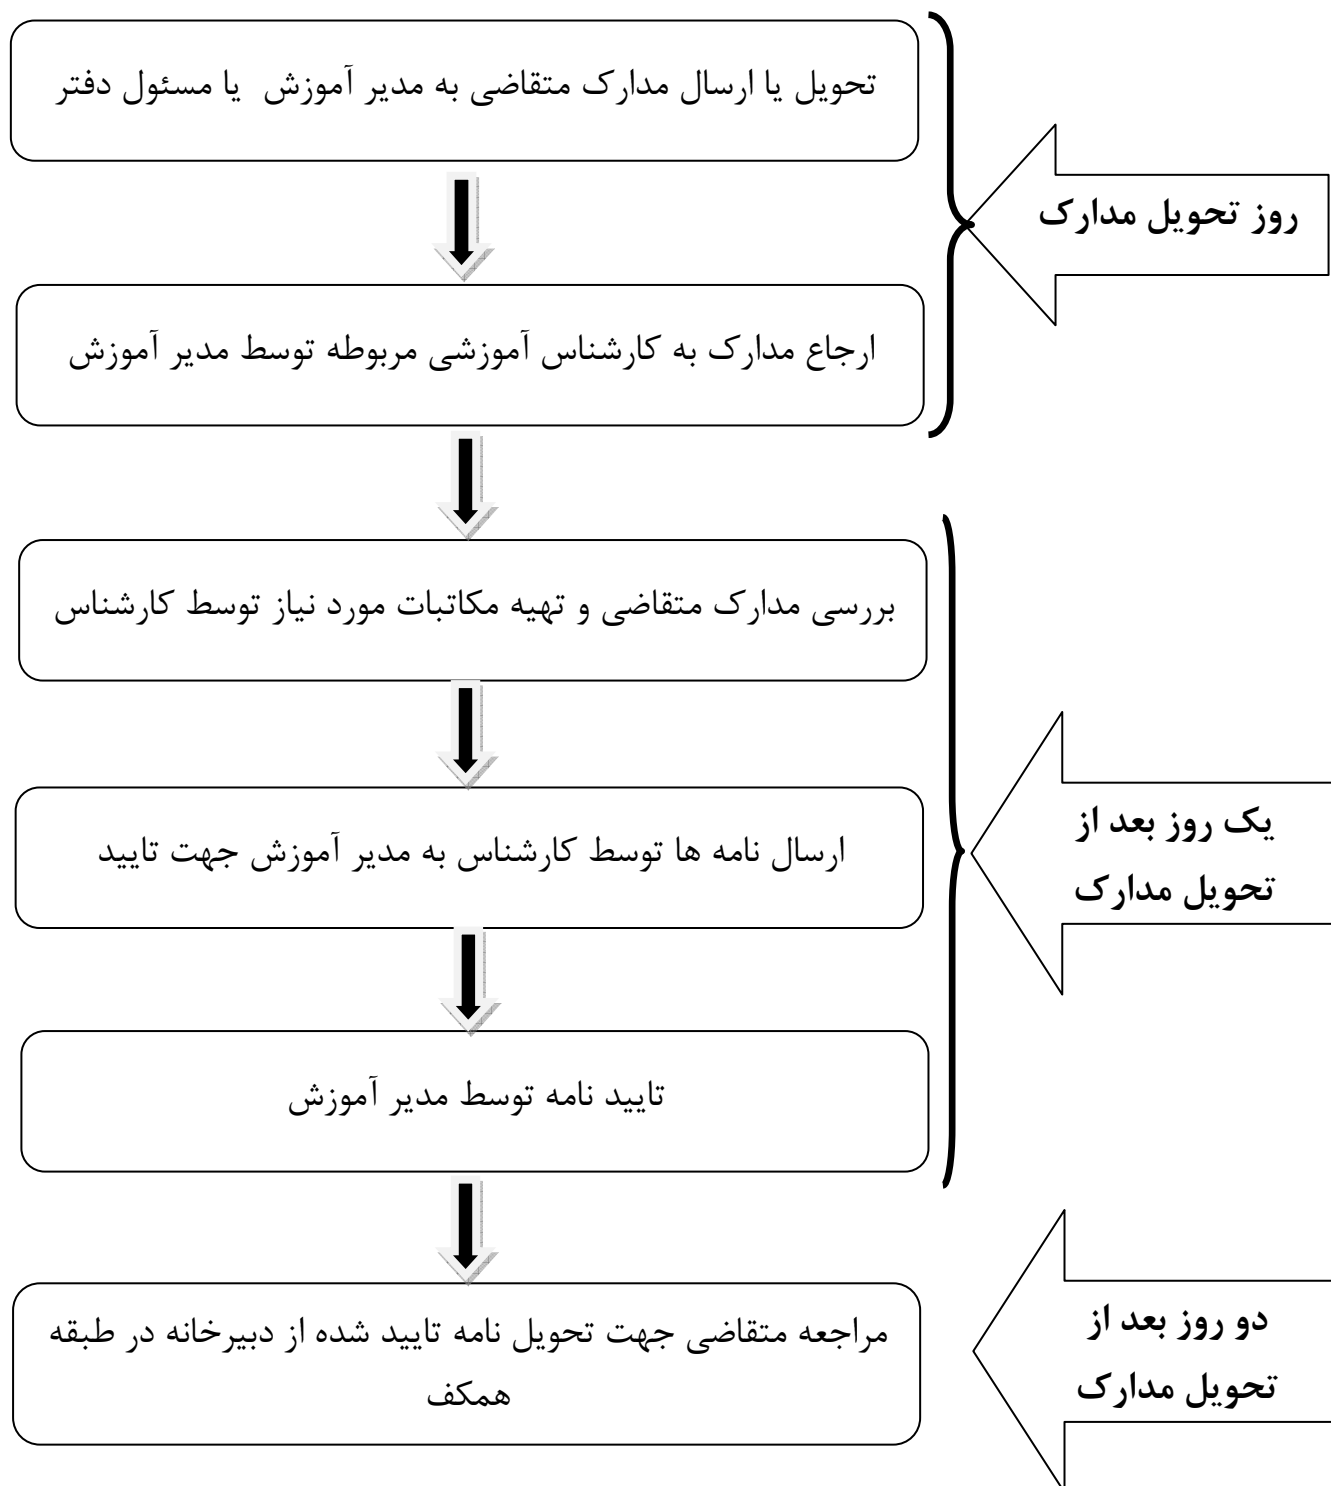 تحویل یا ارسال مدارک متقاضی به مدیر آموزش یا مسئول دفتر
روز تحویل مدارک
ارجاع مدارک به کارشناس آموزشی مربوطه توسط مدیر آموزش
بررسی مدارک متقاضی و تهیه مکاتبات مورد نیاز توسط کارشناس
ارسال نامه ها توسط کارشناس به مدیر آموزش جهت تایید
یک روز بعد از
تحویل مدارک
تایید نامه توسط مدیر آموزش
مراجعه متقاضی جهت تحویل نامه تایید شده از دبیرخانه در طبقه
همکف
دو روز بعد از
تحویل مدارک